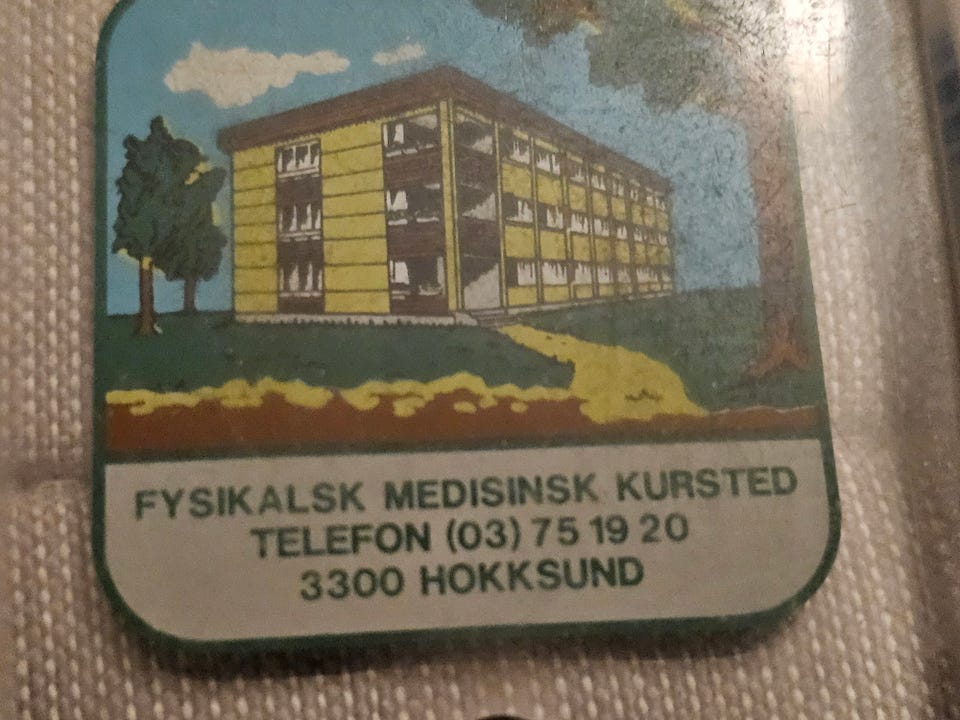 FYSIKALSK MEDISINSK KURSTED
TELEFON (03) 75 19 20
3300 HOKKSUND